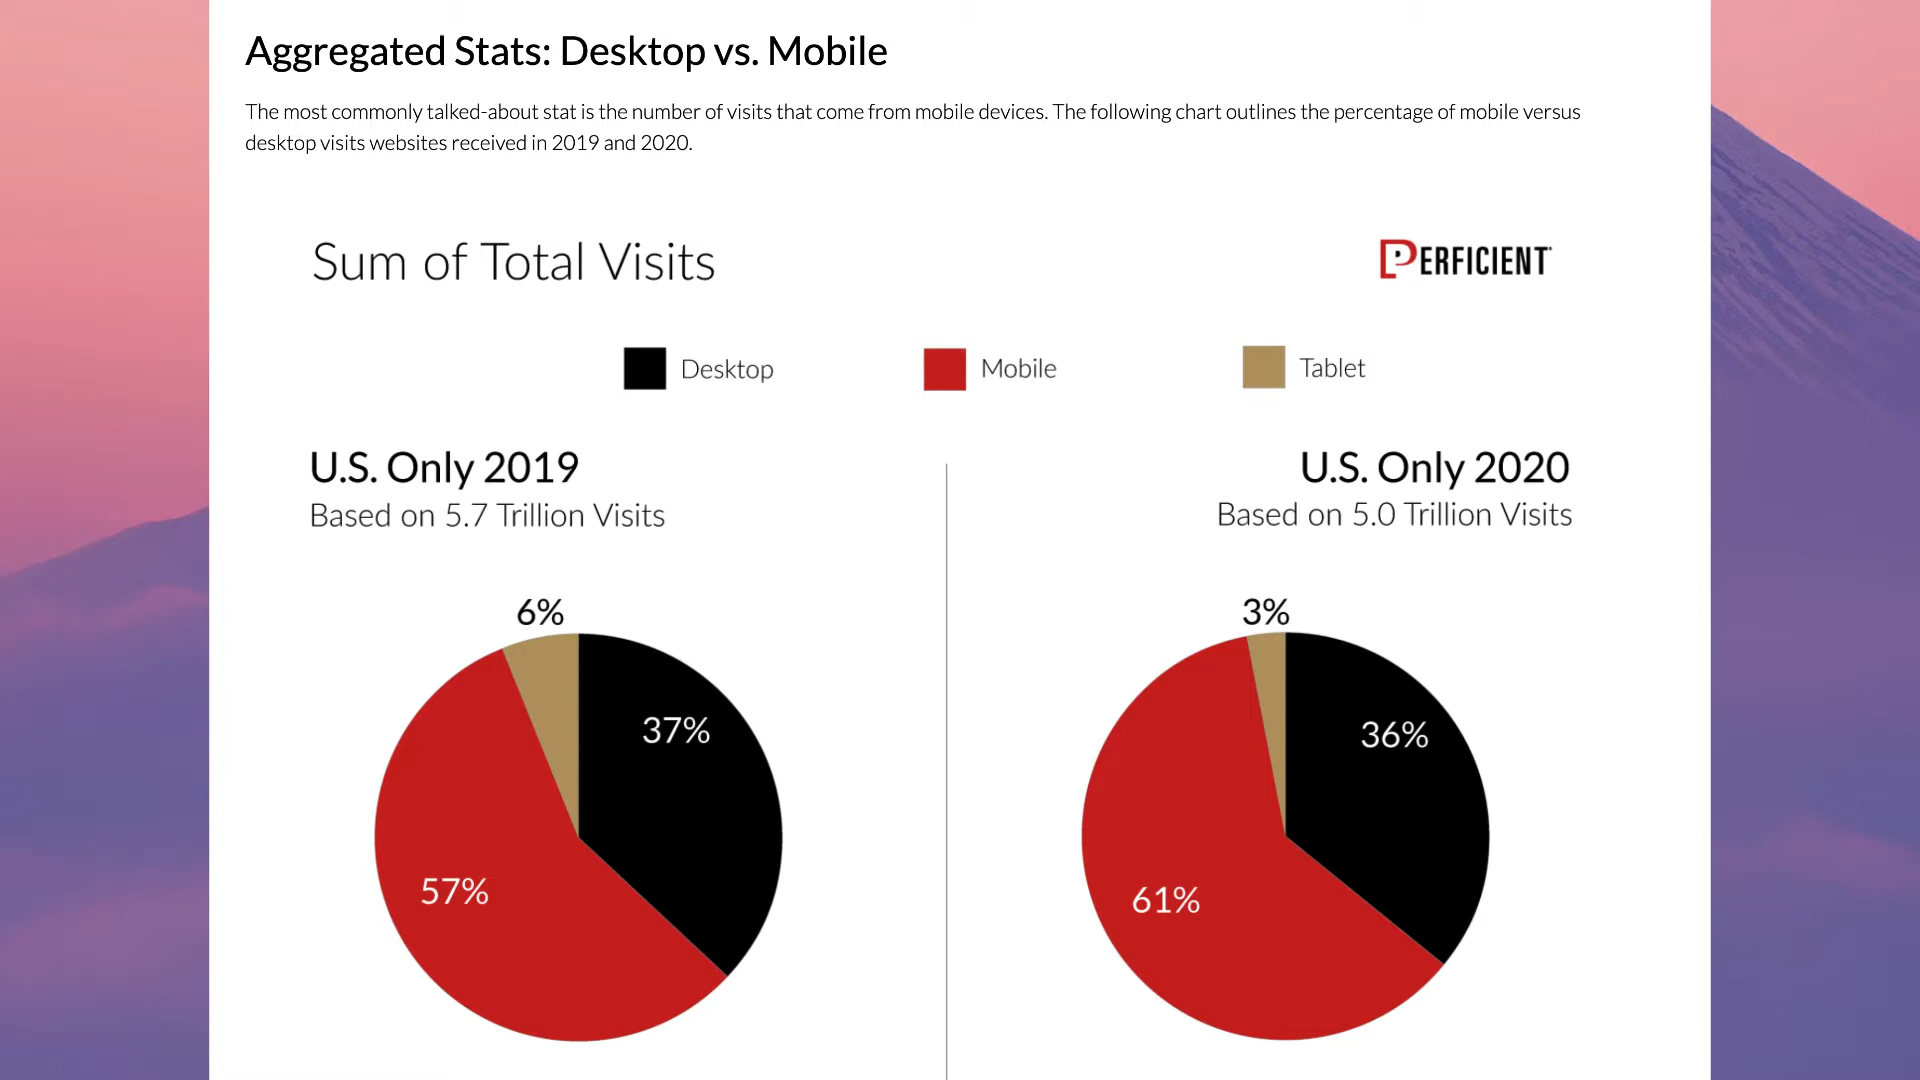 Aggregated Stats: Desktop vs. Mobile
The most commonly talked-about stat is the number of visits that come from mobile devices. The following chart outlines the percentage of mobile versus
desktop visits websites received in 2019 and 2020.
Sum of Total Visits
PERFICIENT
Desktop
Mobile
Tablet
U.S. Only 2019
Based on 5.7 Trillion Visits
6%
37%
57%
U.S. Only 2020
Based on 5.0 Trillion Visits
3%
36%
61%